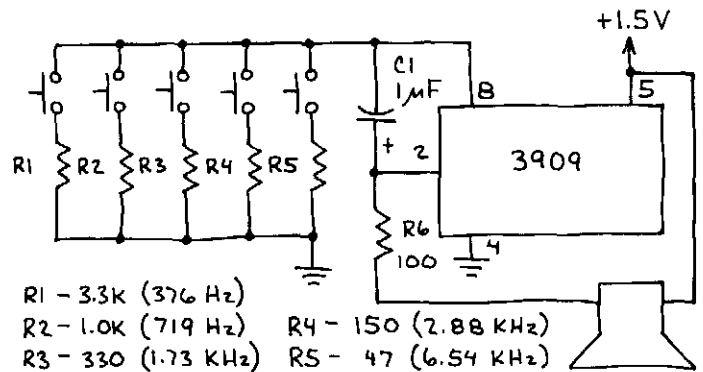 +1.5V
C1
1µF
8
5
+
2
3909
R1 R2 R3 R4 R5
R6
100
4
R1 - 3.3K (376 Hz)
R2 - 1.0K (719 Hz) R4 - 150 (2.88 KHz)
R3 - 330 (1.73 KHz) R5 - 47 (6.54 KHz)